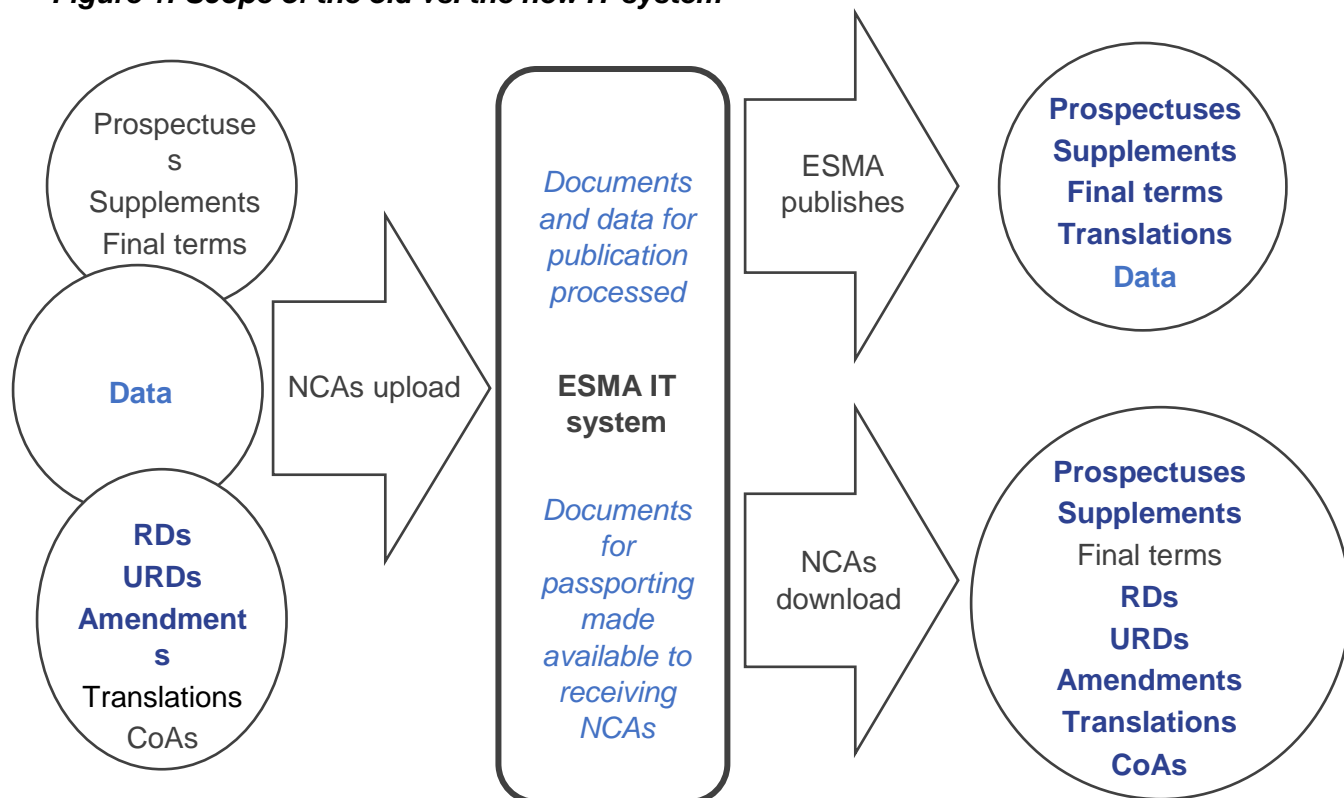 Figure 1. Scope of the old vs. the new IT system
Prospectuse
s
Supplements
Final terms
Data
RDs
URDs
Amendment
s
Translations
CoAs
NCAs upload
Documents
and data for
publication
processed
ESMA IT
system
Documents
for
passporting
made
available to
receiving
NCAs
ESMA
publishes
NCAs
download
Prospectuses
Supplements
Final terms
Translations
Data
Prospectuses
Supplements
Final terms
RDs
URDs
Amendments
Translations
CoAs